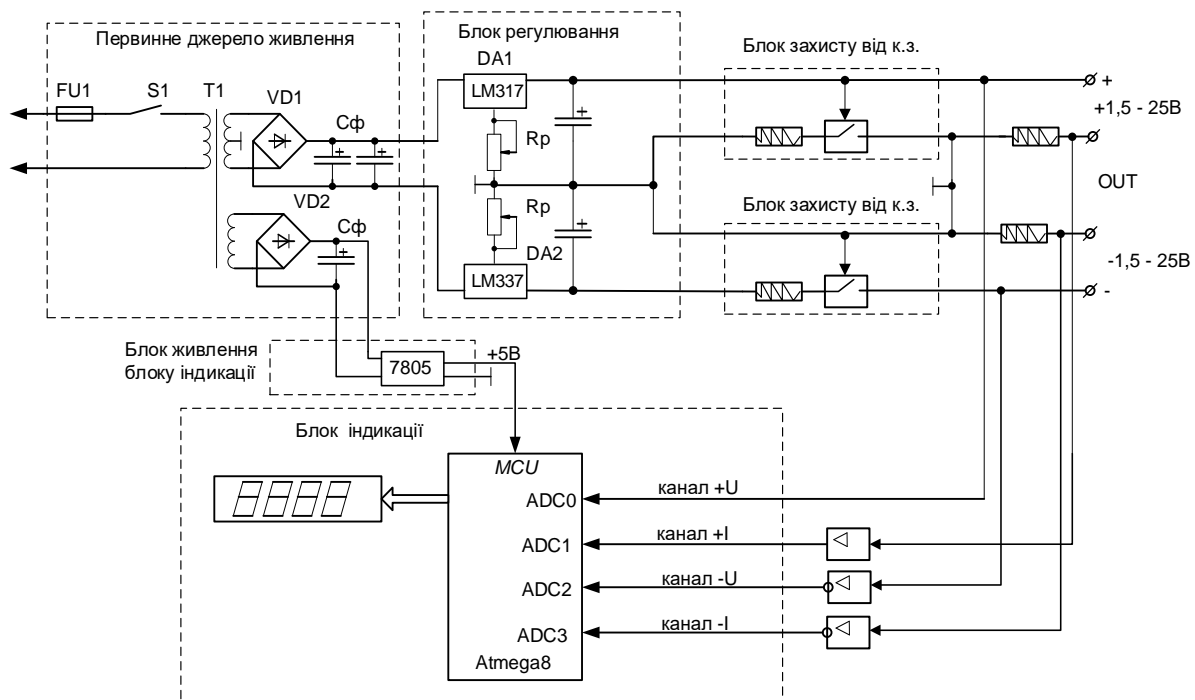 Первинне джерело живлення
Блок регулювання
Блок захисту від к.з.
FU1
S1
T1
VD1
Сф
DA1
LM317
Rp
+
+1,5 - 25В
OUT
VD2
Сф
Rp
DA2
LM337
Блок захисту від к.з.
-1,5 - 25В
-
Блок живлення
блоку індикації
7805
+5В
Блок індикації
MCU
ADC0
канал +U
ADC1
канал +I
ADC2
канал -U
ADC3
канал -I
Atmega8